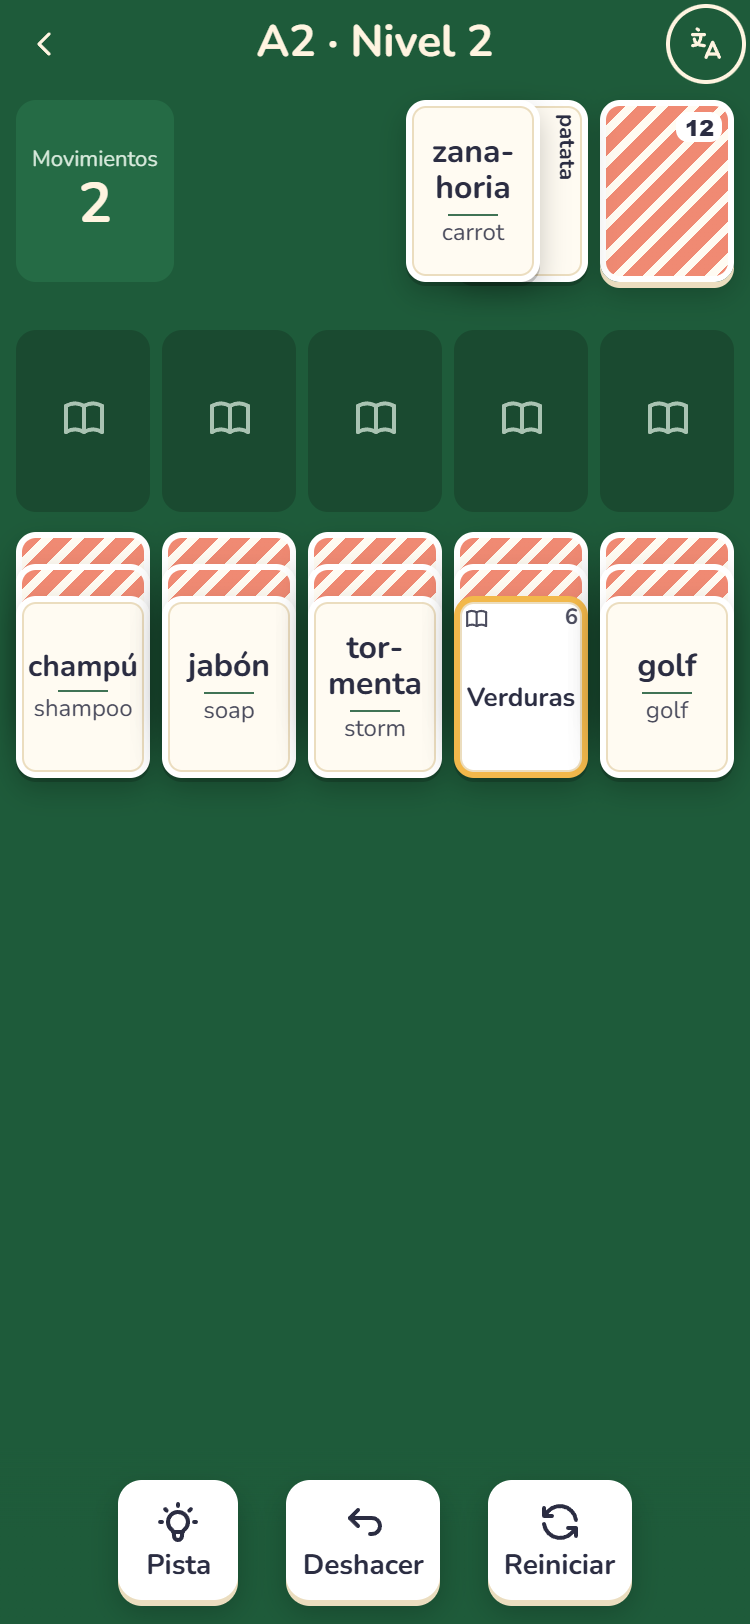 A2 · Nivel 2
Movimientos
2
zana-
horia
carrot
patata
12
champú
shampoo
jabón
soap
tor-
menta
storm
6
Verduras
golf
golf
Pista
Deshacer
Reiniciar